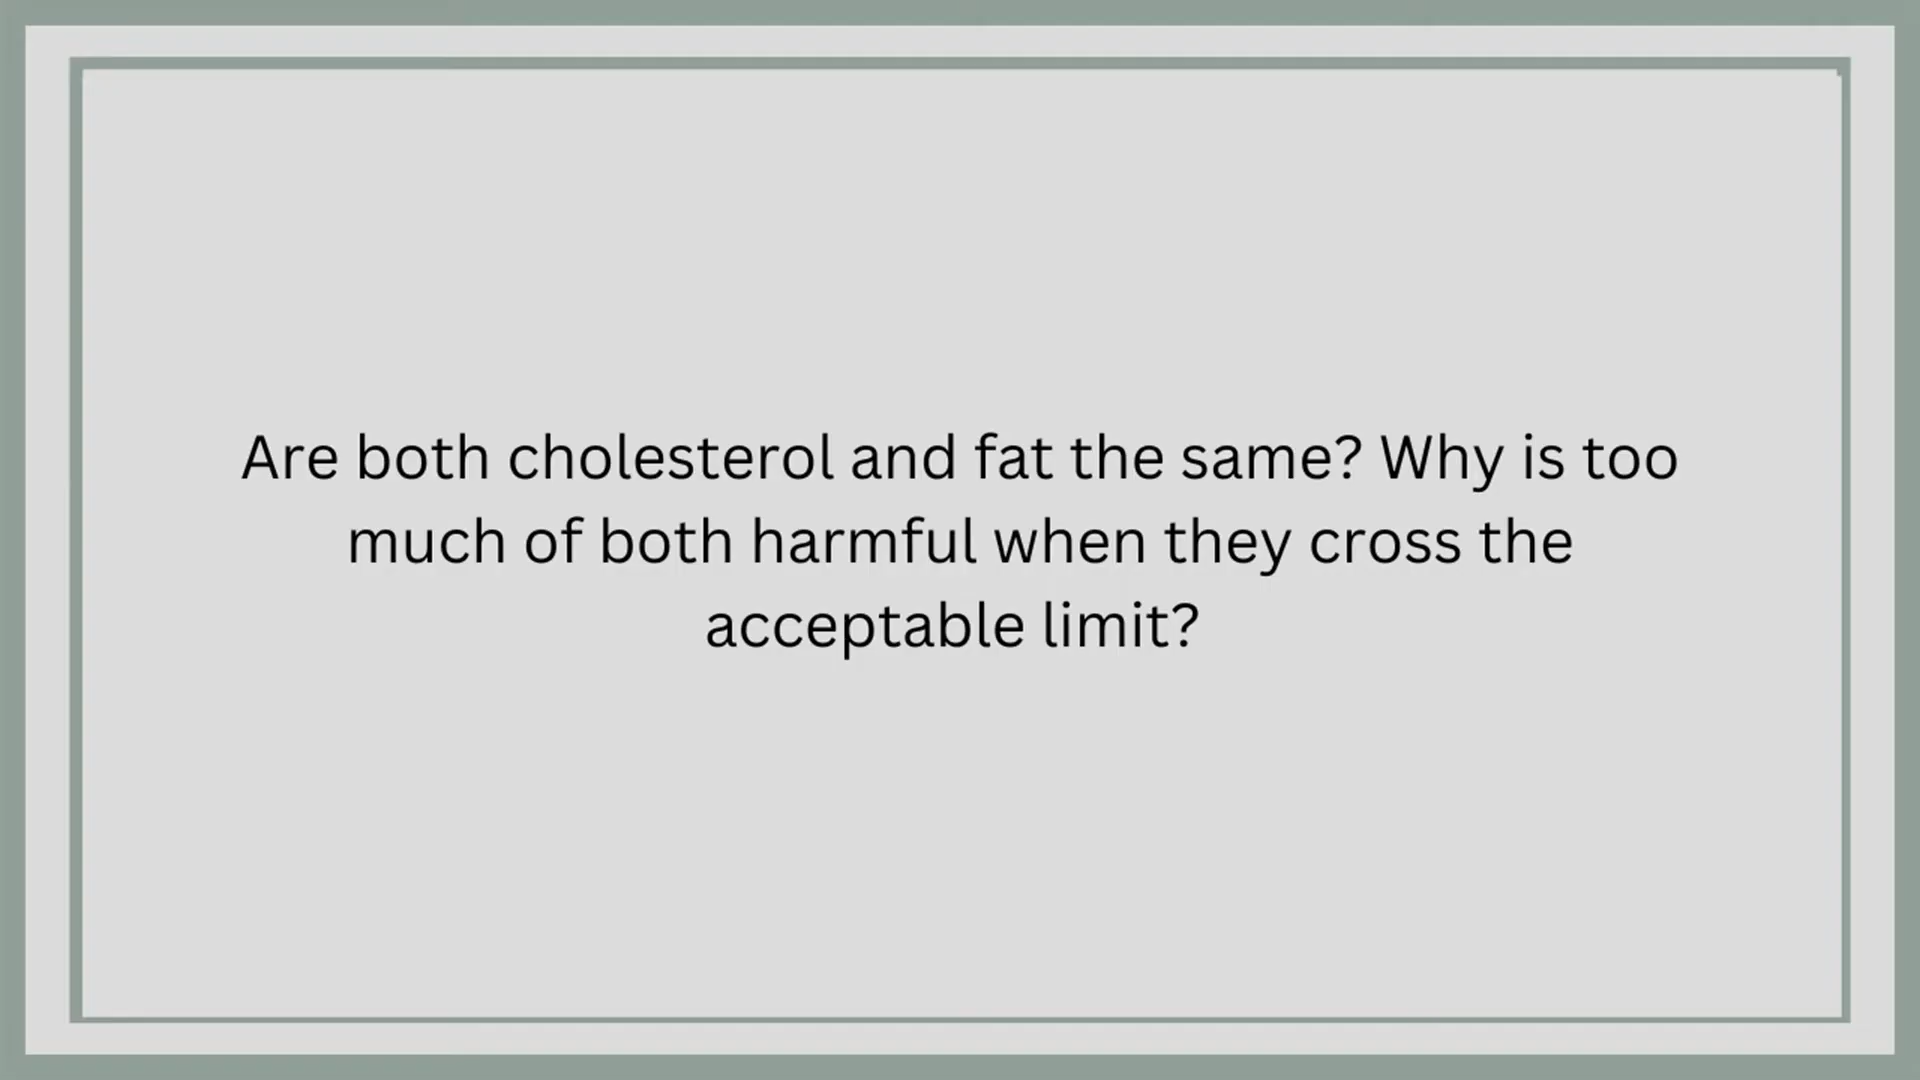 Are both cholesterol and fat the same? Why is too
much of both harmful when they cross the
acceptable limit?